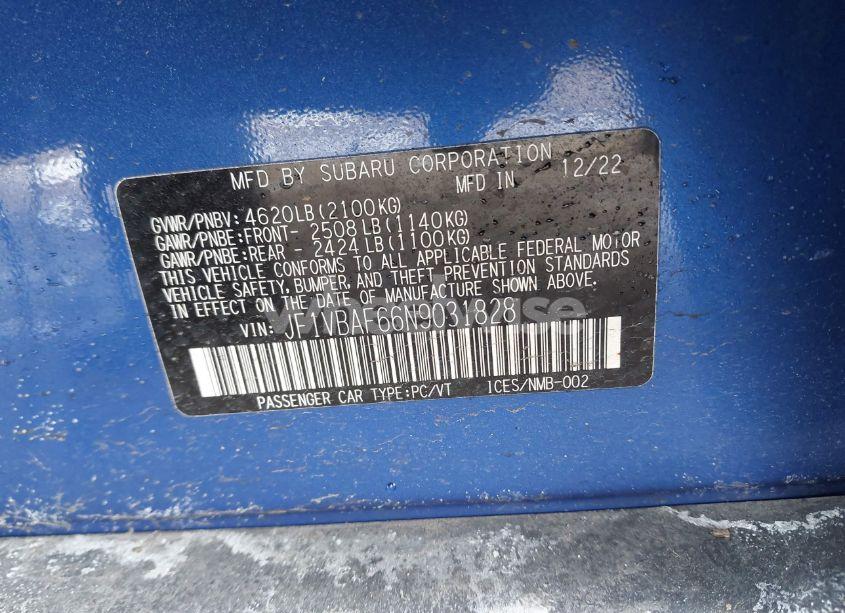 MFD BY SUBARU CORPORATION
MFD IN 12/22
GVWR/PNBV: 4620LB(2100KG)
GAWR/PNBE:FRONT- 2508LB(1140KG)
GAWR/PNBE:REAR - 2424LB(1100KG)
THIS VEHICLE CONFORMS TO ALL APPLICABLE FEDERAL MOTOR
VEHICLE SAFETY, BUMPER, AND THEFT PREVENTION STANDARDS
IN EFFECT ON THE DATE OF MANUFACTURE SHOWN ABOVE.
VIN: JF1VBAF66N9031828
PASSENGER CAR TYPE:PC/VT ICES/NMB-002